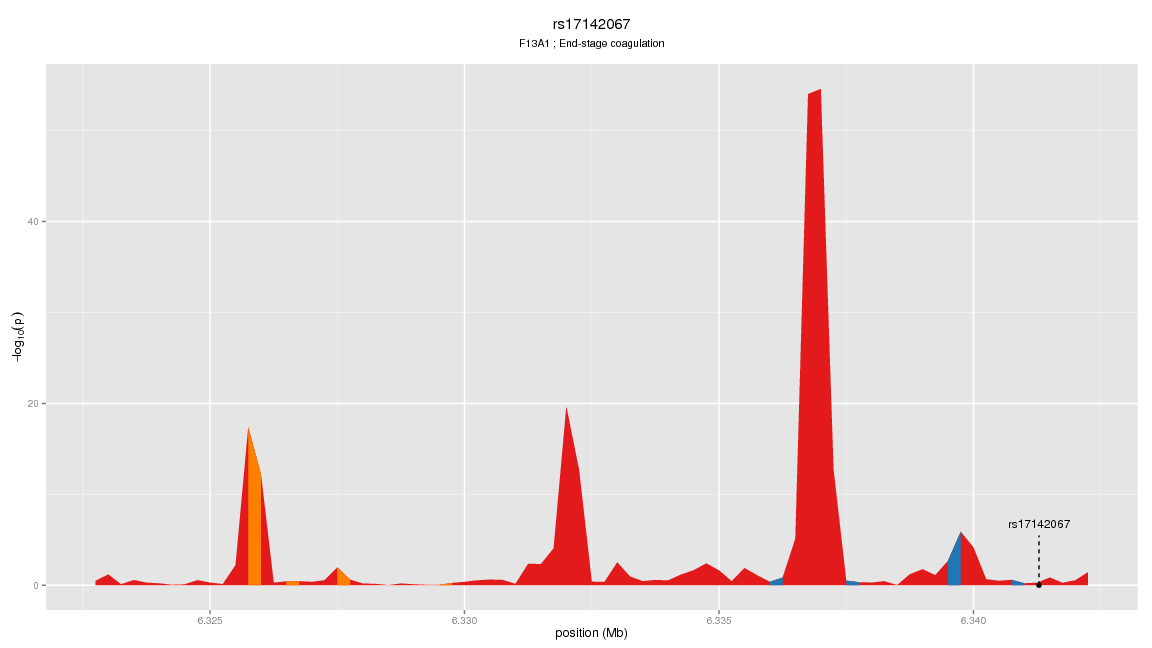 rs17142067
F13A1 ; End-stage coagulation
−log10(p)
40
20
0
rs17142067
6.325
6.330
6.335
6.340
position (Mb)